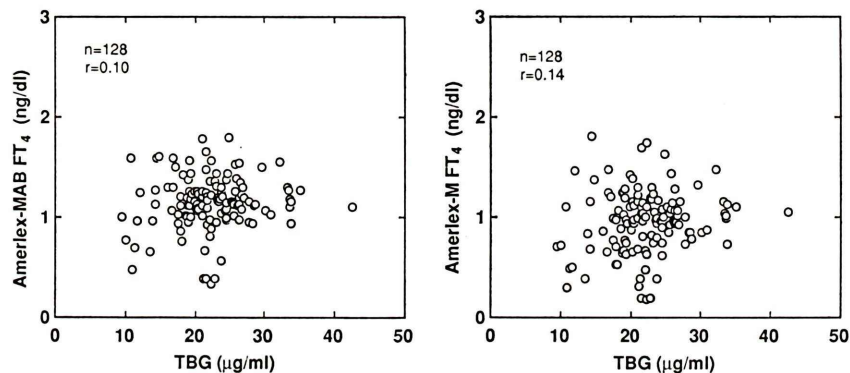 3
n=128
r=0.10
2
1
0
0 10 20 30 40 50
TBG (μg/ml)
Amerlex-MAB FT4 (ng/dl)
3
n=128
r=0.14
2
1
0
0 10 20 30 40 50
TBG (μg/ml)
Amerlex-M FT4 (ng/dl)